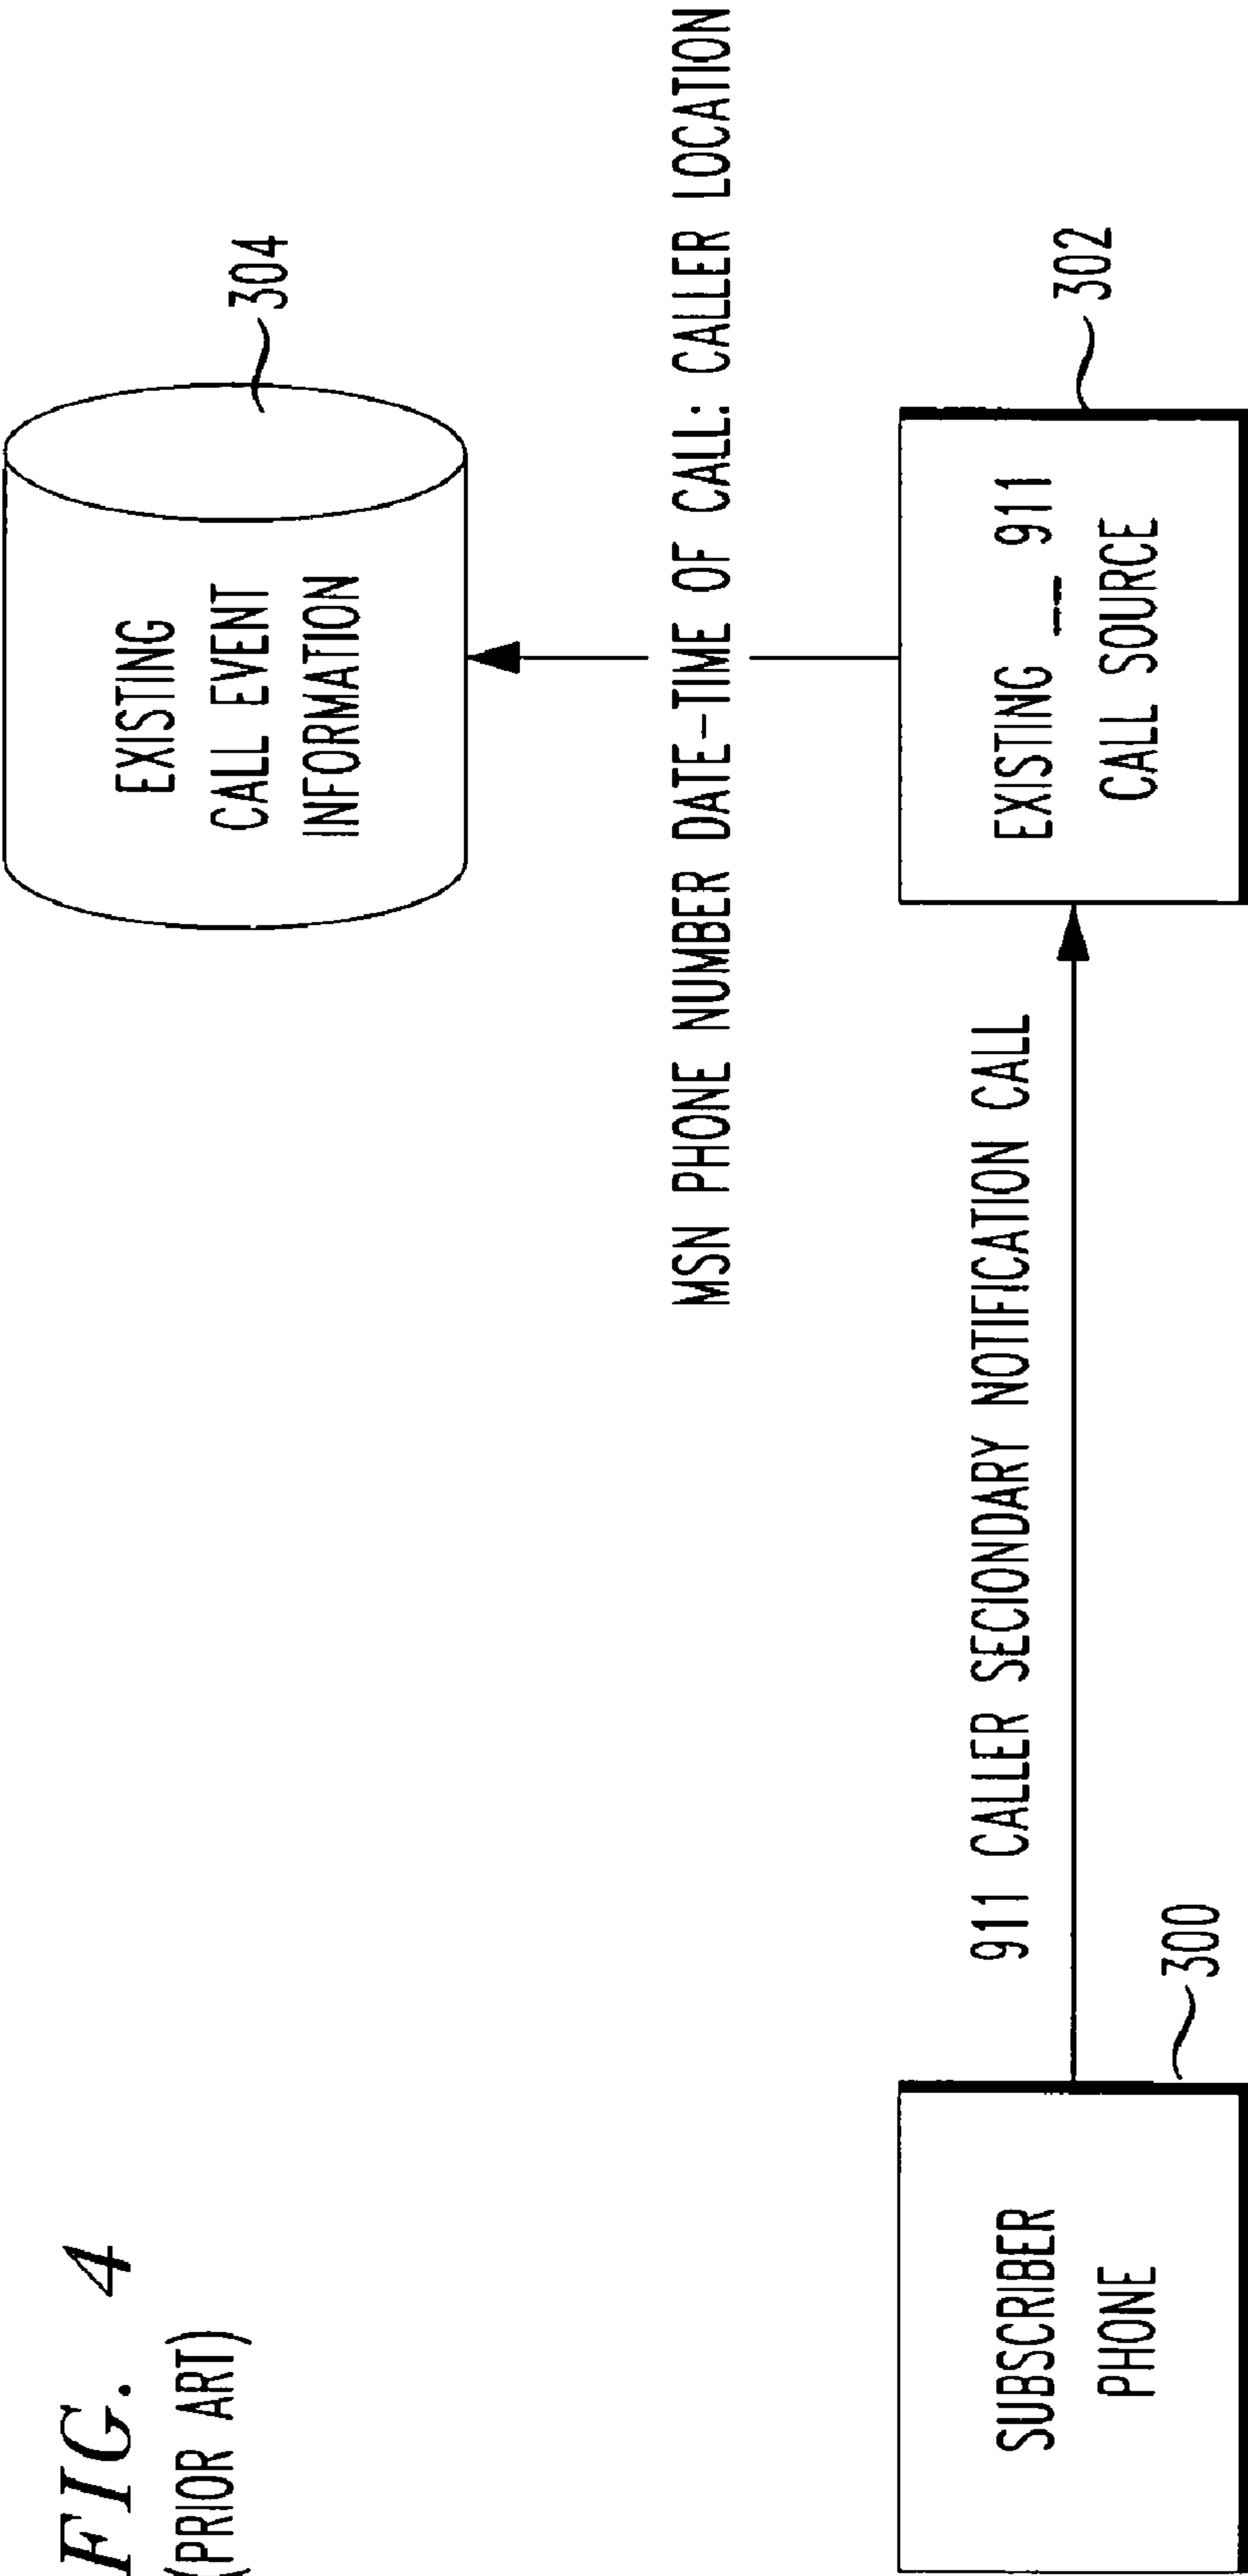 FIG. 4
(PRIOR ART)
EXISTING
CALL EVENT
INFORMATION
304
MSN PHONE NUMBER DATE-TIME OF CALL: CALLER LOCATION
911 CALLER SECIONDARY NOTIFICATION CALL
SUBSCRIBER
PHONE
300
EXISTING -- 911
CALL SOURCE
302